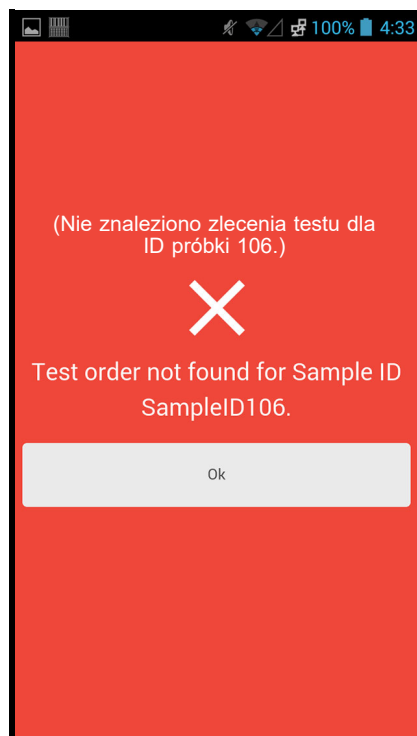 100% 4:33
(Nie znaleziono zlecenia testu dla
ID próbki 106.)
Test order not found for Sample ID
SampleID106.
Ok